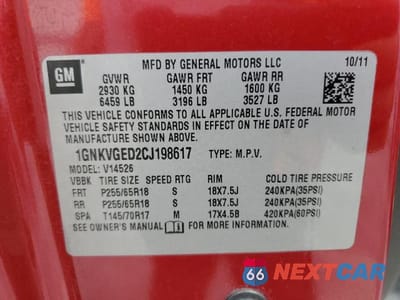 GM
MFD BY GENERAL MOTORS LLC 10/11
GVWR GAWR FRT GAWR RR
2930 KG 1450 KG 1600 KG
6459 LB 3196 LB 3527 LB
THIS VEHICLE CONFORMS TO ALL APPLICABLE U.S. FEDERAL MOTOR
VEHICLE SAFETY STANDARDS IN EFFECT ON THE DATE OF
MANUFACTURE SHOWN ABOVE.
1GNKVGED2CJ198617 TYPE: M.P.V.
MODEL: V14526
VBBK TIRE SIZE SPEED RTG RIM COLD TIRE PRESSURE
FRT P255/65R18 S 18X7.5J 240KPA(35PSI)
RR P255/65R18 S 18X7.5J 240KPA(35PSI)
SPA T145/70R17 M 17X4.5B 420KPA(60PSI)
SEE OWNER'S MANUAL FOR MORE INFORMATION.
66 NEXTCAR